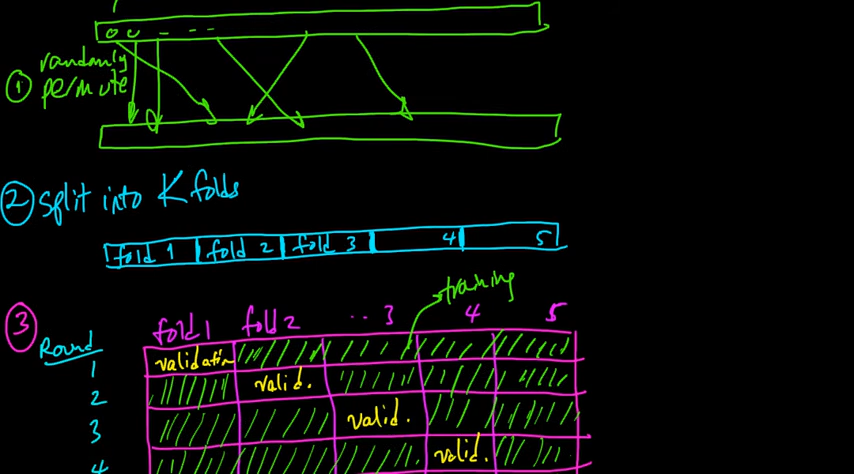 ① randomly
permute
② split into K folds
fold 1 fold 2 fold 3 4 5
training
③ fold 1 fold 2 .. 3 4 5
Round
1 validation
2 valid.
3 valid.
4 valid.